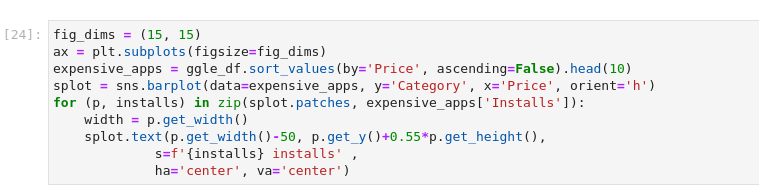 [24]: fig_dims = (15, 15)
ax = plt.subplots(figsize=fig_dims)
expensive_apps = ggle_df.sort_values(by='Price', ascending=False).head(10)
splot = sns.barplot(data=expensive_apps, y='Category', x='Price', orient='h')
for (p, installs) in zip(splot.patches, expensive_apps['Installs']):
    width = p.get_width()
    splot.text(p.get_width()-50, p.get_y()+0.55*p.get_height(),
             s=f'{installs} installs' ,
             ha='center', va='center')